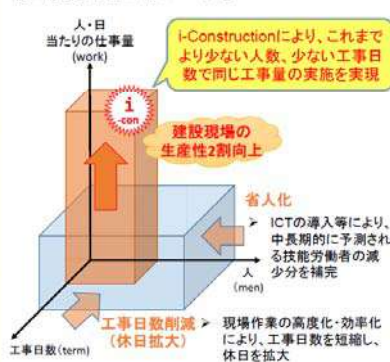 人・日
当たりの仕事量
(work)
i-Constructionにより、これまで
より少ない人数、少ない工事日
数で同じ工事量の実施を実現
i
-con
建設現場の
生産性2割向上
省人化
➢ ICTの導入等により、
中長期的に予測され
る技能労働者の減
少分を補完
人
(men)
工事日数削減
(休日拡大)
➢ 現場作業の高度化・効率化
により、工事日数を短縮し、
休日を拡大
工事日数(term)